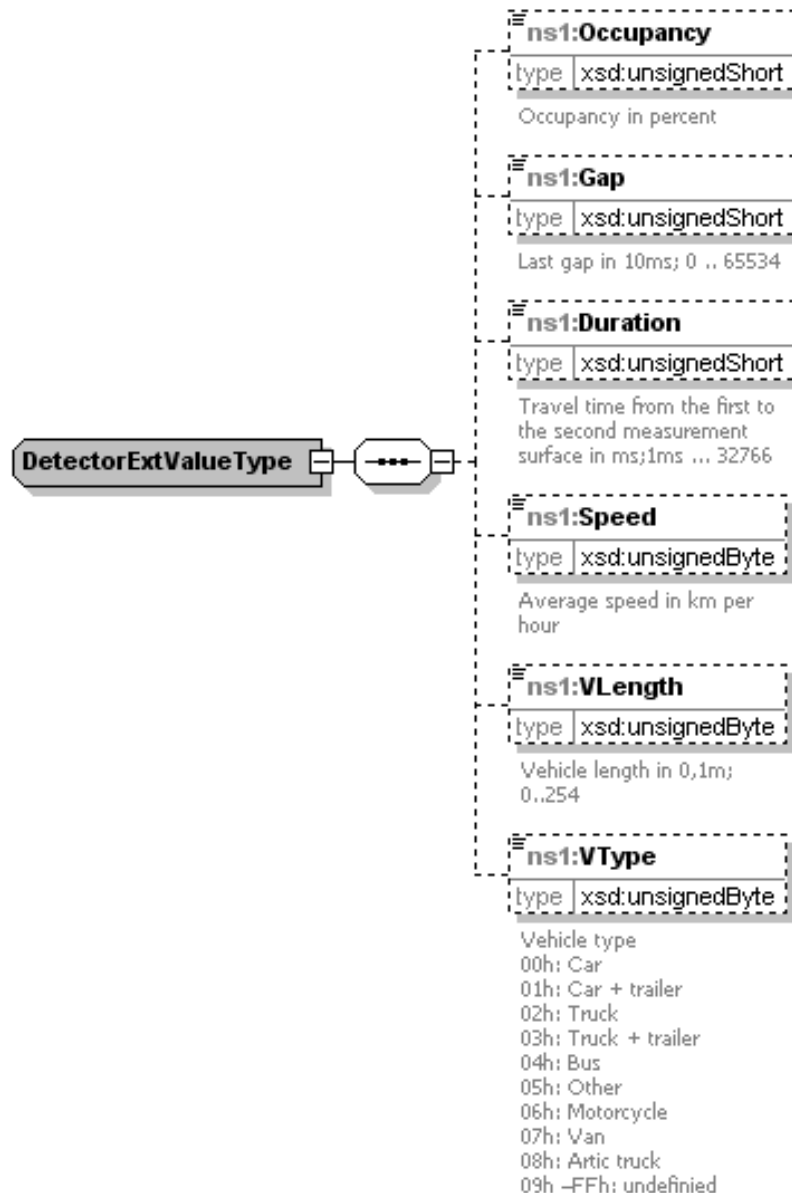 ns1:Occupancy
type xsd:unsignedShort
Occupancy in percent
ns1:Gap
type xsd:unsignedShort
Last gap in 10ms; 0 .. 65534
ns1:Duration
type xsd:unsignedShort
Travel time from the first to
the second measurement
surface in ms;1ms ... 32766
DetectorExtValueType
ns1:Speed
type xsd:unsignedByte
Average speed in km per
hour
ns1:VLength
type xsd:unsignedByte
Vehicle length in 0,1m;
0..254
ns1:VType
type xsd:unsignedByte
Vehicle type
00h: Car
01h: Car + trailer
02h: Truck
03h: Truck + trailer
04h: Bus
05h: Other
06h: Motorcycle
07h: Van
08h: Artic truck
09h –FFh: undefinied